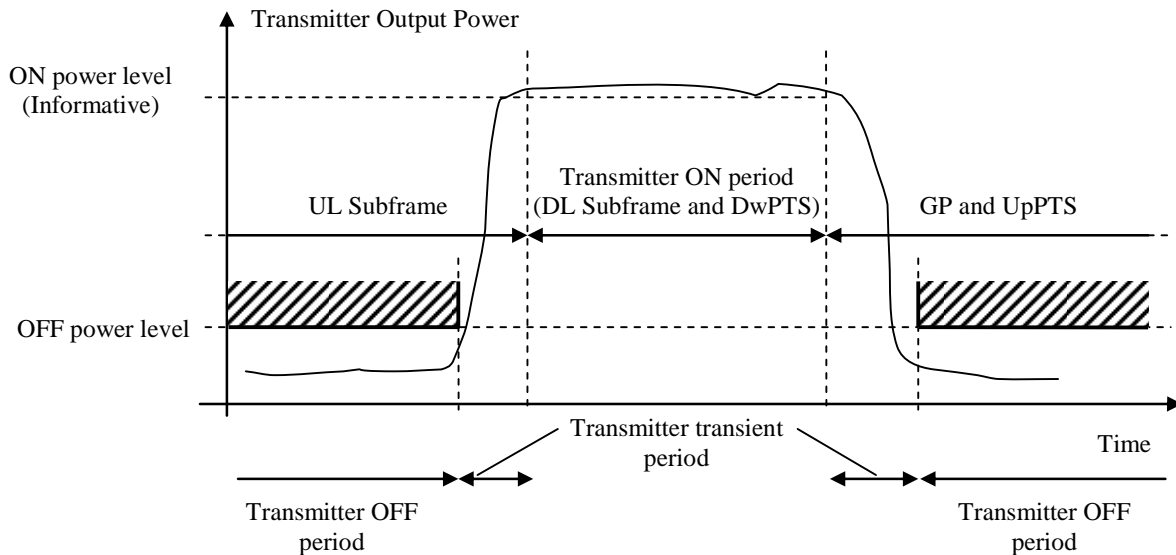 Transmitter Output Power
ON power level
(Informative)
Transmitter ON period
(DL Subframe and DwPTS)
UL Subframe
GP and UpPTS
OFF power level
Transmitter transient
period
Time
Transmitter OFF
period
Transmitter OFF
period